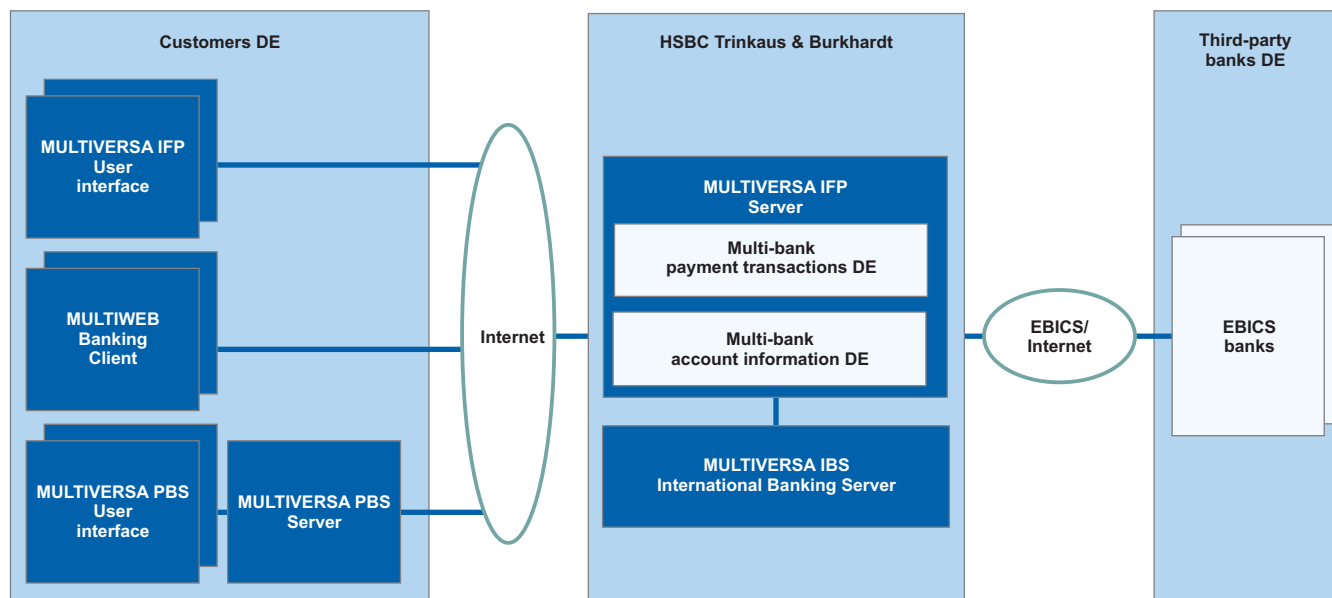 Customers DE
MULTIVERSA IFP
User
interface
MULTIWEB
Banking
Client
MULTIVERSA PBS
User
interface
MULTIVERSA PBS
Server
Internet
HSBC Trinkaus & Burkhardt
MULTIVERSA IFP
Server
Multi-bank
payment transactions DE
Multi-bank
account information DE
MULTIVERSA IBS
International Banking Server
EBICS/
Internet
Third-party
banks DE
EBICS
banks